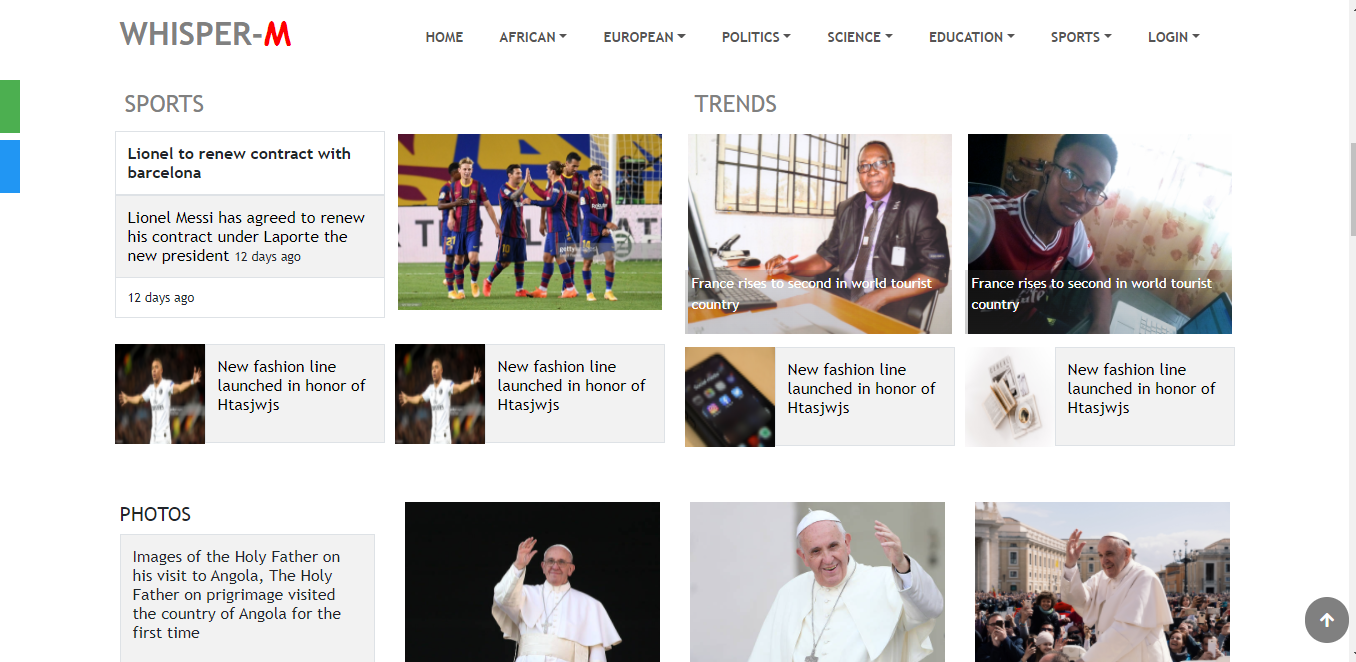 WHISPER-M
HOME AFRICAN EUROPEAN POLITICS SCIENCE EDUCATION SPORTS LOGIN
SPORTS
Lionel to renew contract with
barcelona
Lionel Messi has agreed to renew
his contract under Laporte the
new president 12 days ago
12 days ago
New fashion line
launched in honor of
Htasjwjs
New fashion line
launched in honor of
Htasjwjs
TRENDS
France rises to second in world tourist
country
France rises to second in world tourist
country
New fashion line
launched in honor of
Htasjwjs
New fashion line
launched in honor of
Htasjwjs
PHOTOS
Images of the Holy Father on
his visit to Angola, The Holy
Father on prigrimage visited
the country of Angola for the
first time